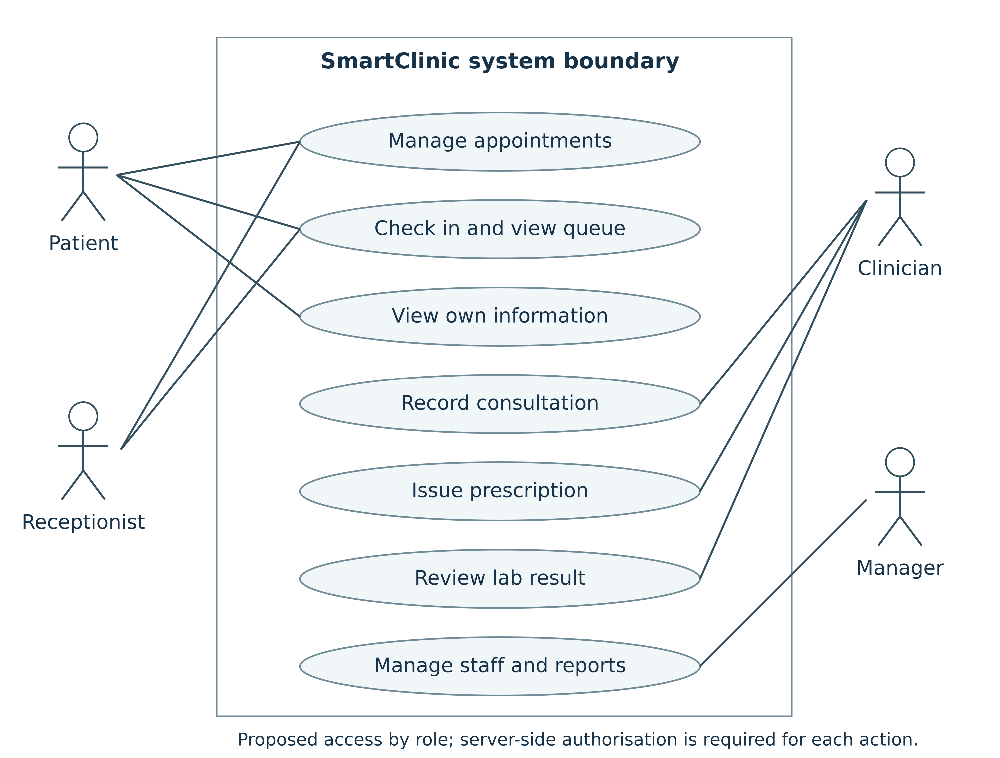 SmartClinic system boundary
Manage appointments
Check in and view queue
Patient
Clinician
View own information
Record consultation
Issue prescription
Receptionist
Review lab result
Manager
Manage staff and reports
Proposed access by role; server-side authorisation is required for each action.